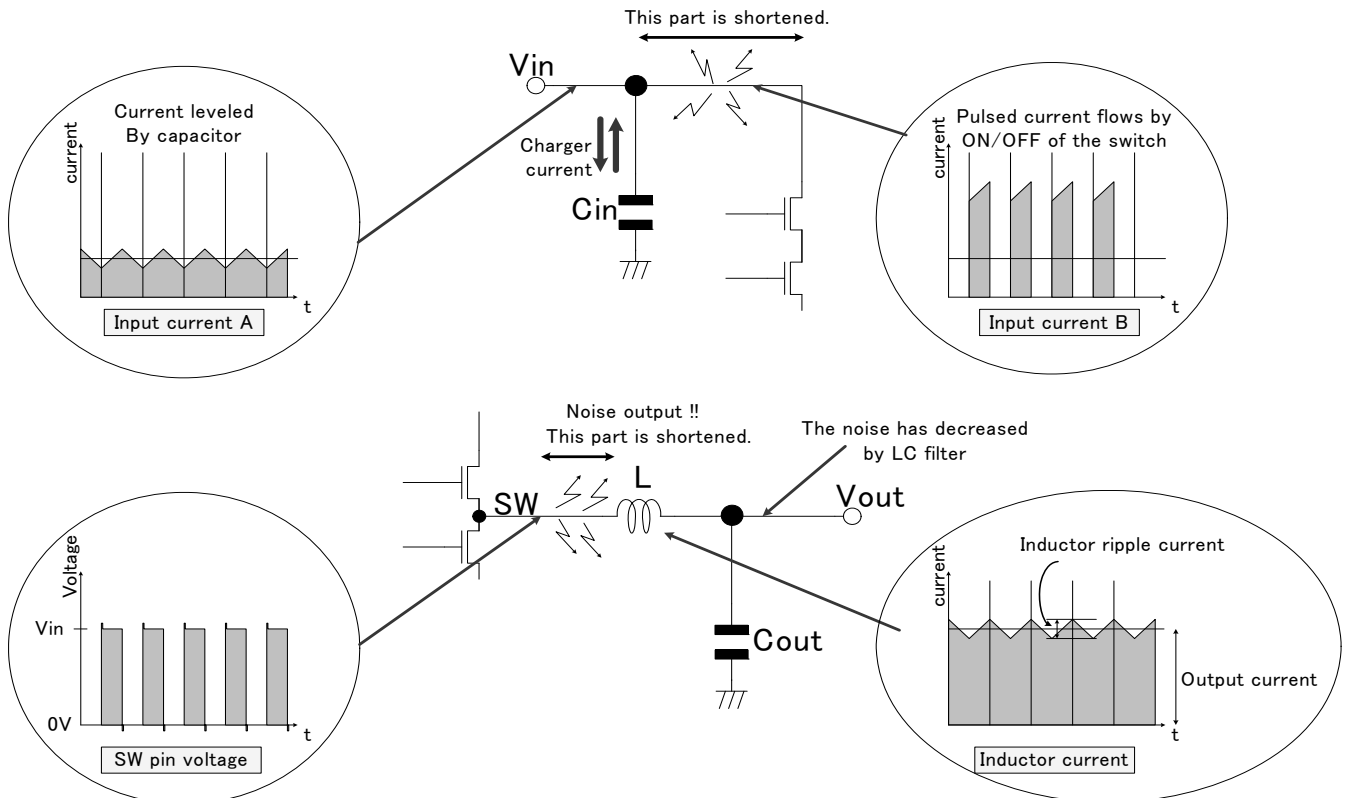 This part is shortened.
Vin
Current leveled
By capacitor
current
t
Input current A
Charger
current
Cin
Pulsed current flows by
ON/OFF of the switch
current
t
Input current B
Noise output !!
This part is shortened.
The noise has decreased
by LC filter
SW
L
Vout
Cout
Voltage
Vin
0V
t
SW pin voltage
Inductor ripple current
current
Output current
t
Inductor current